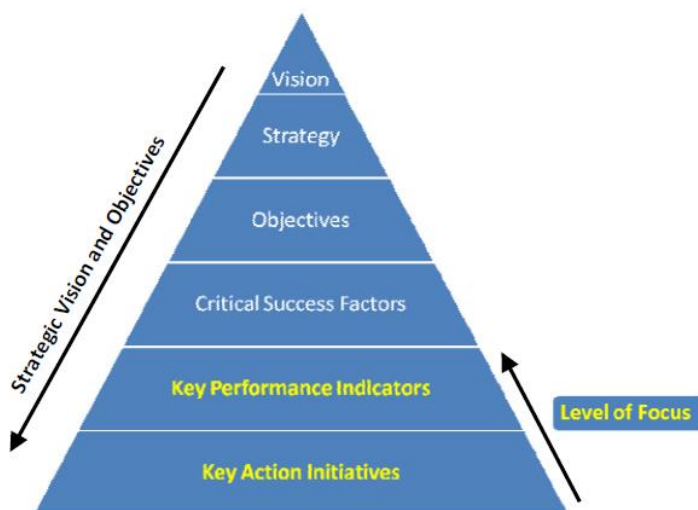 Vision
Strategy
Objectives
Critical Success Factors
Key Performance Indicators
Key Action Initiatives
Strategic Vision and Objectives
Level of Focus